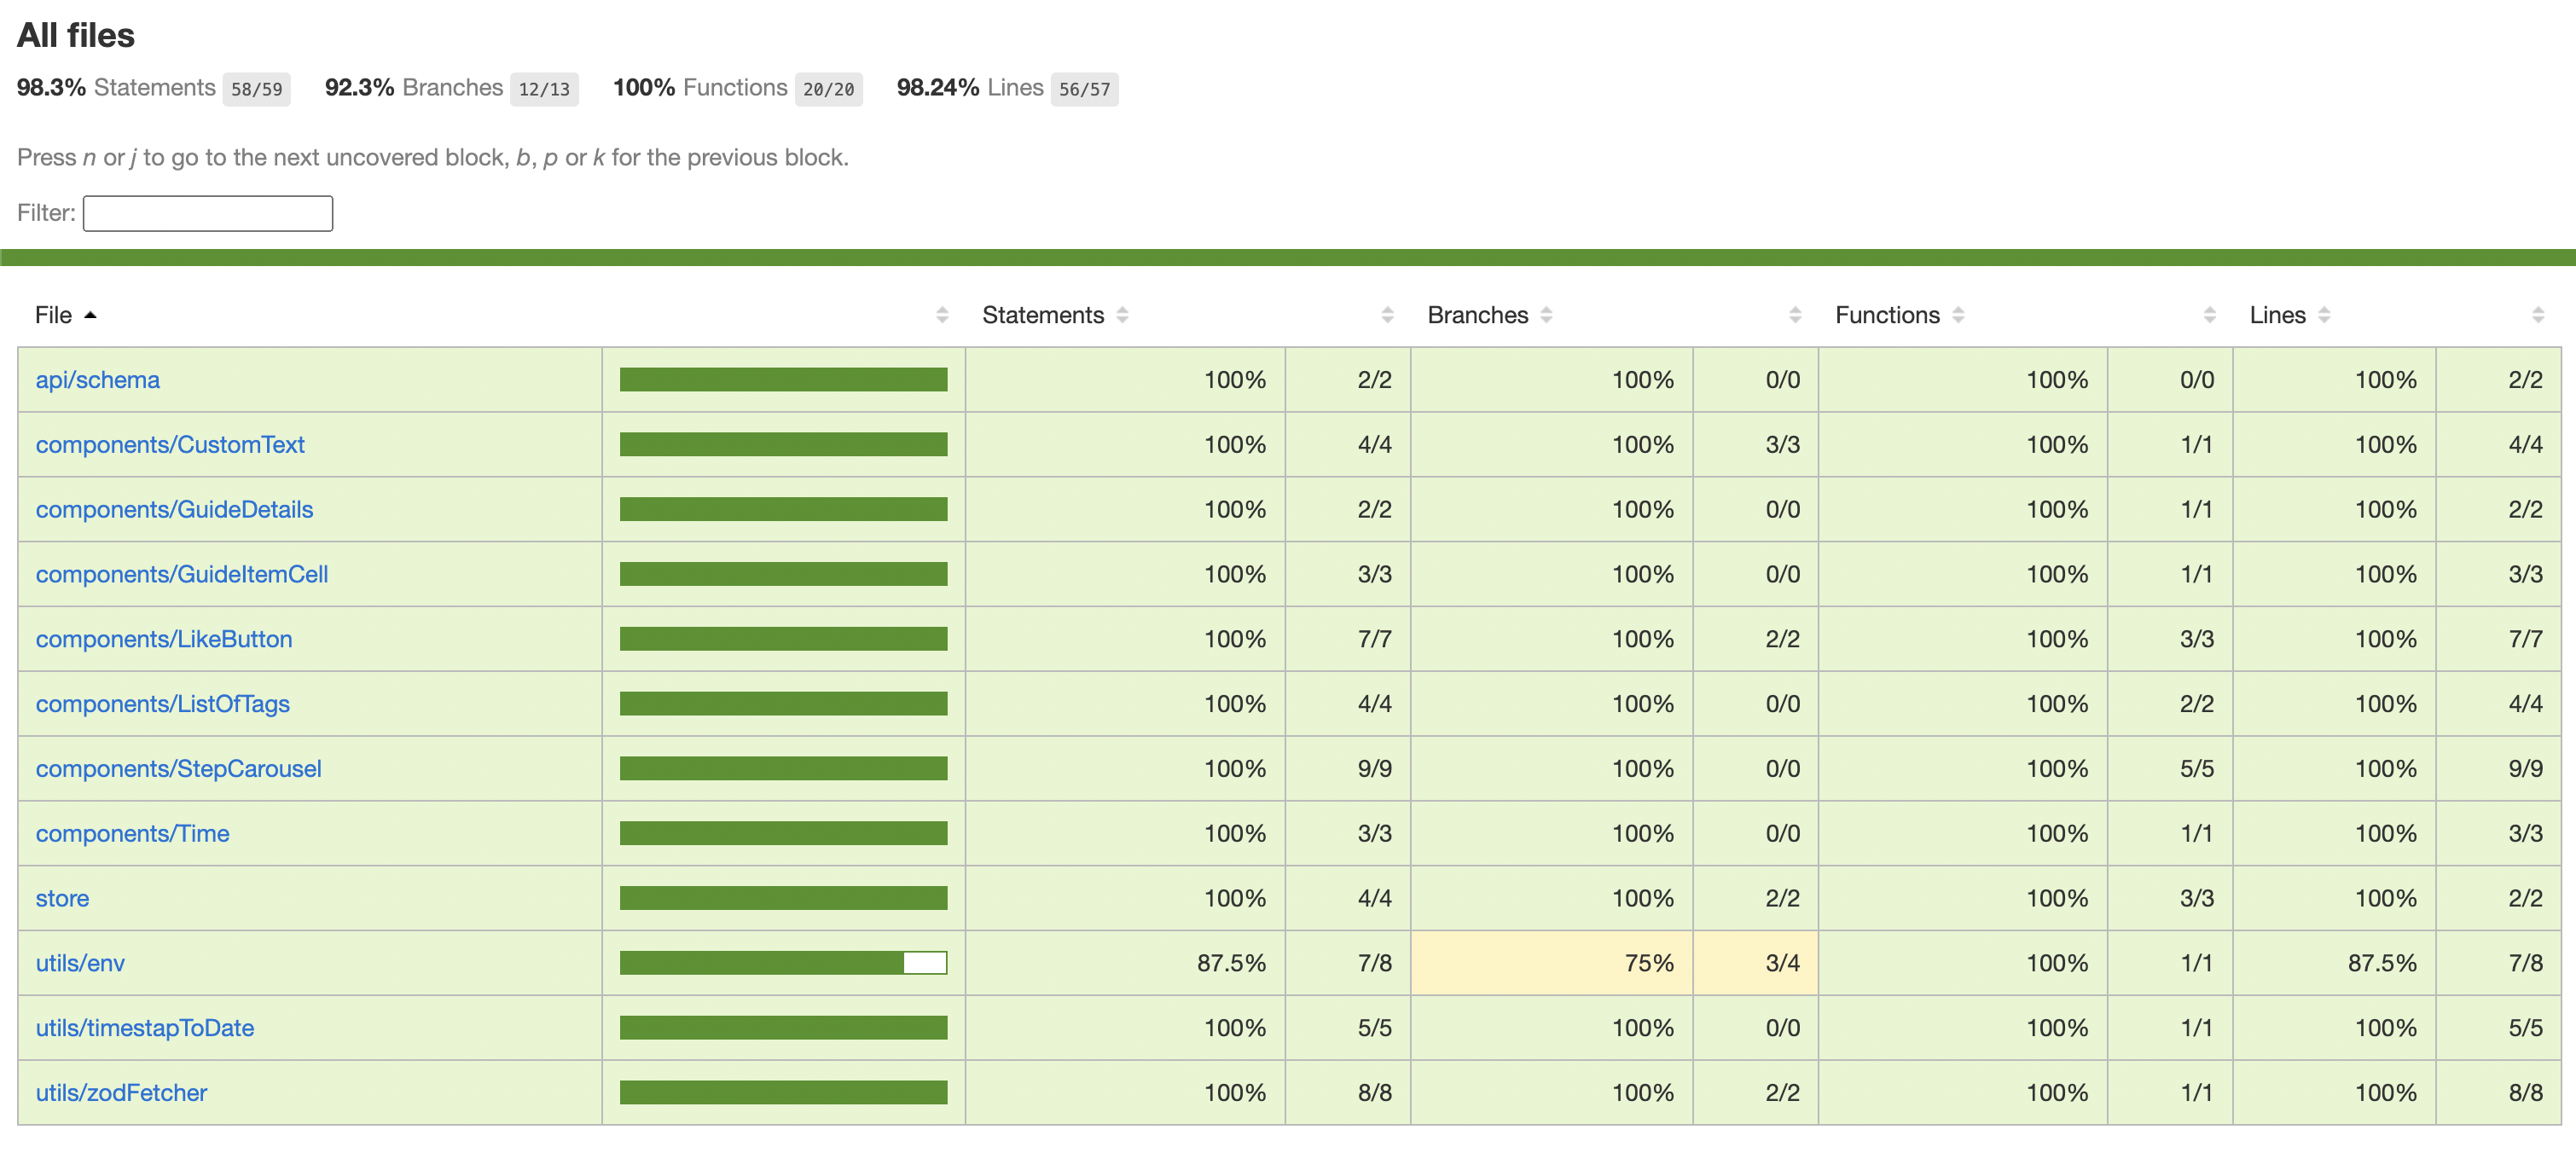 All files
98.3% Statements 58/59 92.3% Branches 12/13 100% Functions 20/20 98.24% Lines 56/57
Press n or j to go to the next uncovered block, b, p or k for the previous block.
Filter:
File Statements Branches Functions Lines
api/schema 100% 2/2 100% 0/0 100% 0/0 100% 2/2
components/CustomText 100% 4/4 100% 3/3 100% 1/1 100% 4/4
components/GuideDetails 100% 2/2 100% 0/0 100% 1/1 100% 2/2
components/GuideItemCell 100% 3/3 100% 0/0 100% 1/1 100% 3/3
components/LikeButton 100% 7/7 100% 2/2 100% 3/3 100% 7/7
components/ListOfTags 100% 4/4 100% 0/0 100% 2/2 100% 4/4
components/StepCarousel 100% 9/9 100% 0/0 100% 5/5 100% 9/9
components/Time 100% 3/3 100% 0/0 100% 1/1 100% 3/3
store 100% 4/4 100% 2/2 100% 3/3 100% 2/2
utils/env 87.5% 7/8 75% 3/4 100% 1/1 87.5% 7/8
utils/timestapToDate 100% 5/5 100% 0/0 100% 1/1 100% 5/5
utils/zodFetcher 100% 8/8 100% 2/2 100% 1/1 100% 8/8